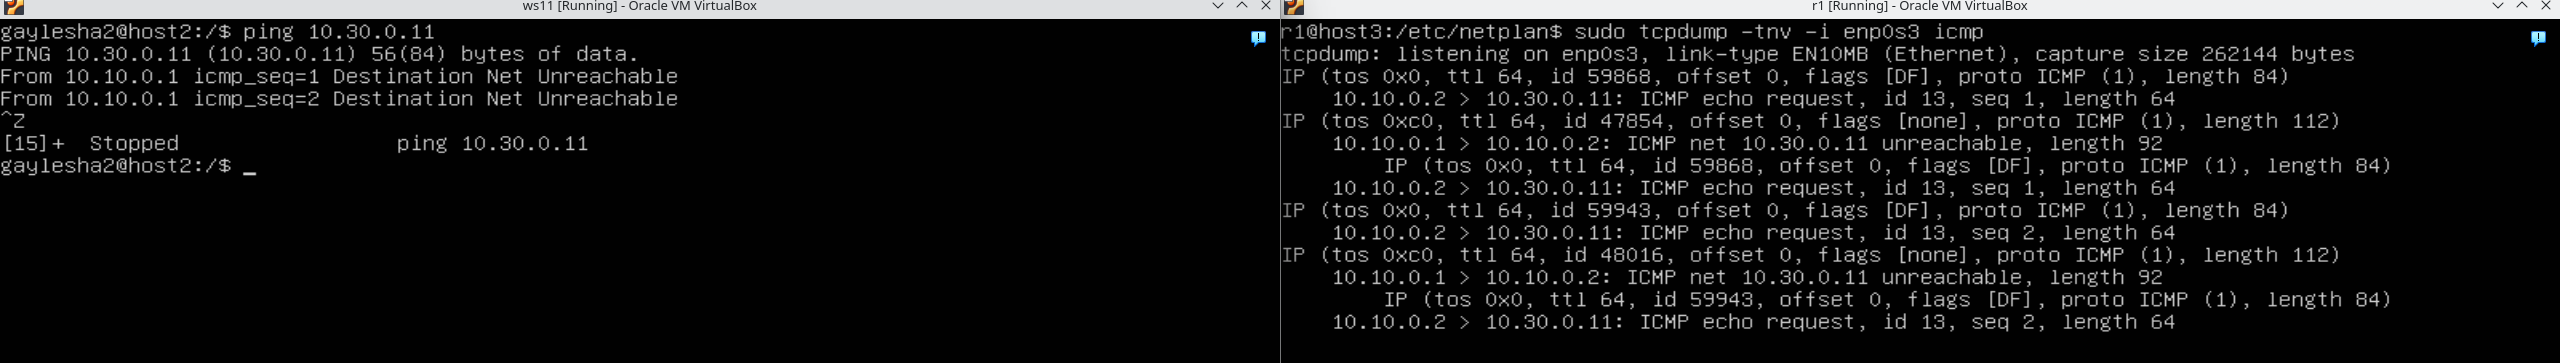 ws11 [Running] - Oracle VM VirtualBox
gaylesha2@host2:/$ ping 10.30.0.11
PING 10.30.0.11 (10.30.0.11) 56(84) bytes of data.
From 10.10.0.1 icmp_seq=1 Destination Net Unreachable
From 10.10.0.1 icmp_seq=2 Destination Net Unreachable
^Z
[15]+  Stopped                 ping 10.30.0.11
gaylesha2@host2:/$ _
r1 [Running] - Oracle VM VirtualBox
r1@host3:/etc/netplan$ sudo tcpdump -tnv -i enp0s3 icmp
tcpdump: listening on enp0s3, link-type EN10MB (Ethernet), capture size 262144 bytes
IP (tos 0x0, ttl 64, id 59868, offset 0, flags [DF], proto ICMP (1), length 84)
    10.10.0.2 > 10.30.0.11: ICMP echo request, id 13, seq 1, length 64
IP (tos 0xc0, ttl 64, id 47854, offset 0, flags [none], proto ICMP (1), length 112)
    10.10.0.1 > 10.10.0.2: ICMP net 10.30.0.11 unreachable, length 92
        IP (tos 0x0, ttl 64, id 59868, offset 0, flags [DF], proto ICMP (1), length 84)
    10.10.0.2 > 10.30.0.11: ICMP echo request, id 13, seq 1, length 64
IP (tos 0x0, ttl 64, id 59943, offset 0, flags [DF], proto ICMP (1), length 84)
    10.10.0.2 > 10.30.0.11: ICMP echo request, id 13, seq 2, length 64
IP (tos 0xc0, ttl 64, id 48016, offset 0, flags [none], proto ICMP (1), length 112)
    10.10.0.1 > 10.10.0.2: ICMP net 10.30.0.11 unreachable, length 92
        IP (tos 0x0, ttl 64, id 59943, offset 0, flags [DF], proto ICMP (1), length 84)
    10.10.0.2 > 10.30.0.11: ICMP echo request, id 13, seq 2, length 64